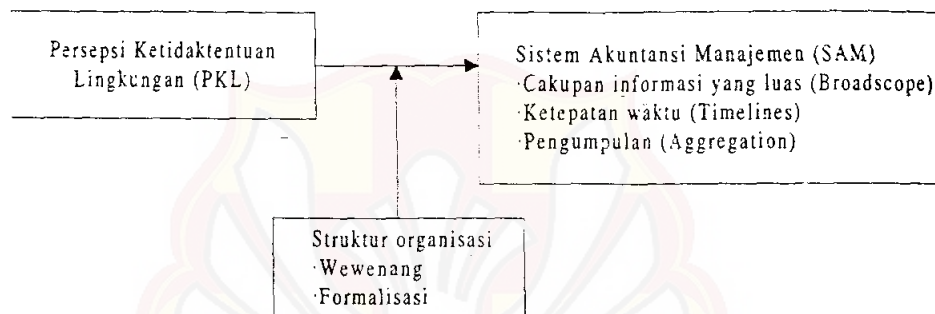 Persepsi Ketidaktentuan
Lingkungan (PKL)
Sistem Akuntansi Manajemen (SAM)
·Cakupan informasi yang luas (Broadscope)
·Ketepatan waktu (Timelines)
·Pengumpulan (Aggregation)
Struktur organisasi
·Wewenang
·Formalisasi